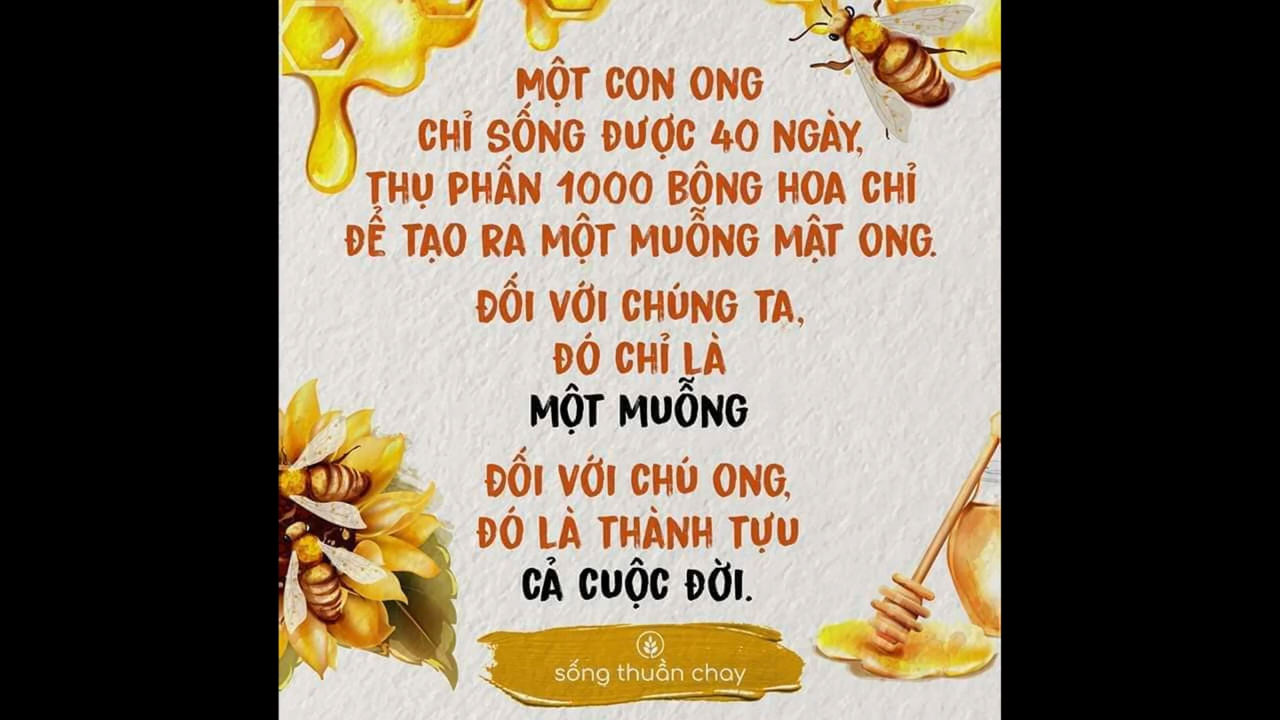 MỘT CON ONG
CHỈ SỐNG ĐƯỢC 40 NGÀY,
THỤ PHẤN 1000 BÔNG HOA CHỈ
ĐỂ TẠO RA MỘT MUỖNG MẬT ONG.
ĐỐI VỚI CHÚNG TA,
ĐÓ CHỈ LÀ
MỘT MUỖNG
ĐỐI VỚI CHÚ ONG,
ĐÓ LÀ THÀNH TỰU
CẢ CUỘC ĐỜI.
sống thuần chay